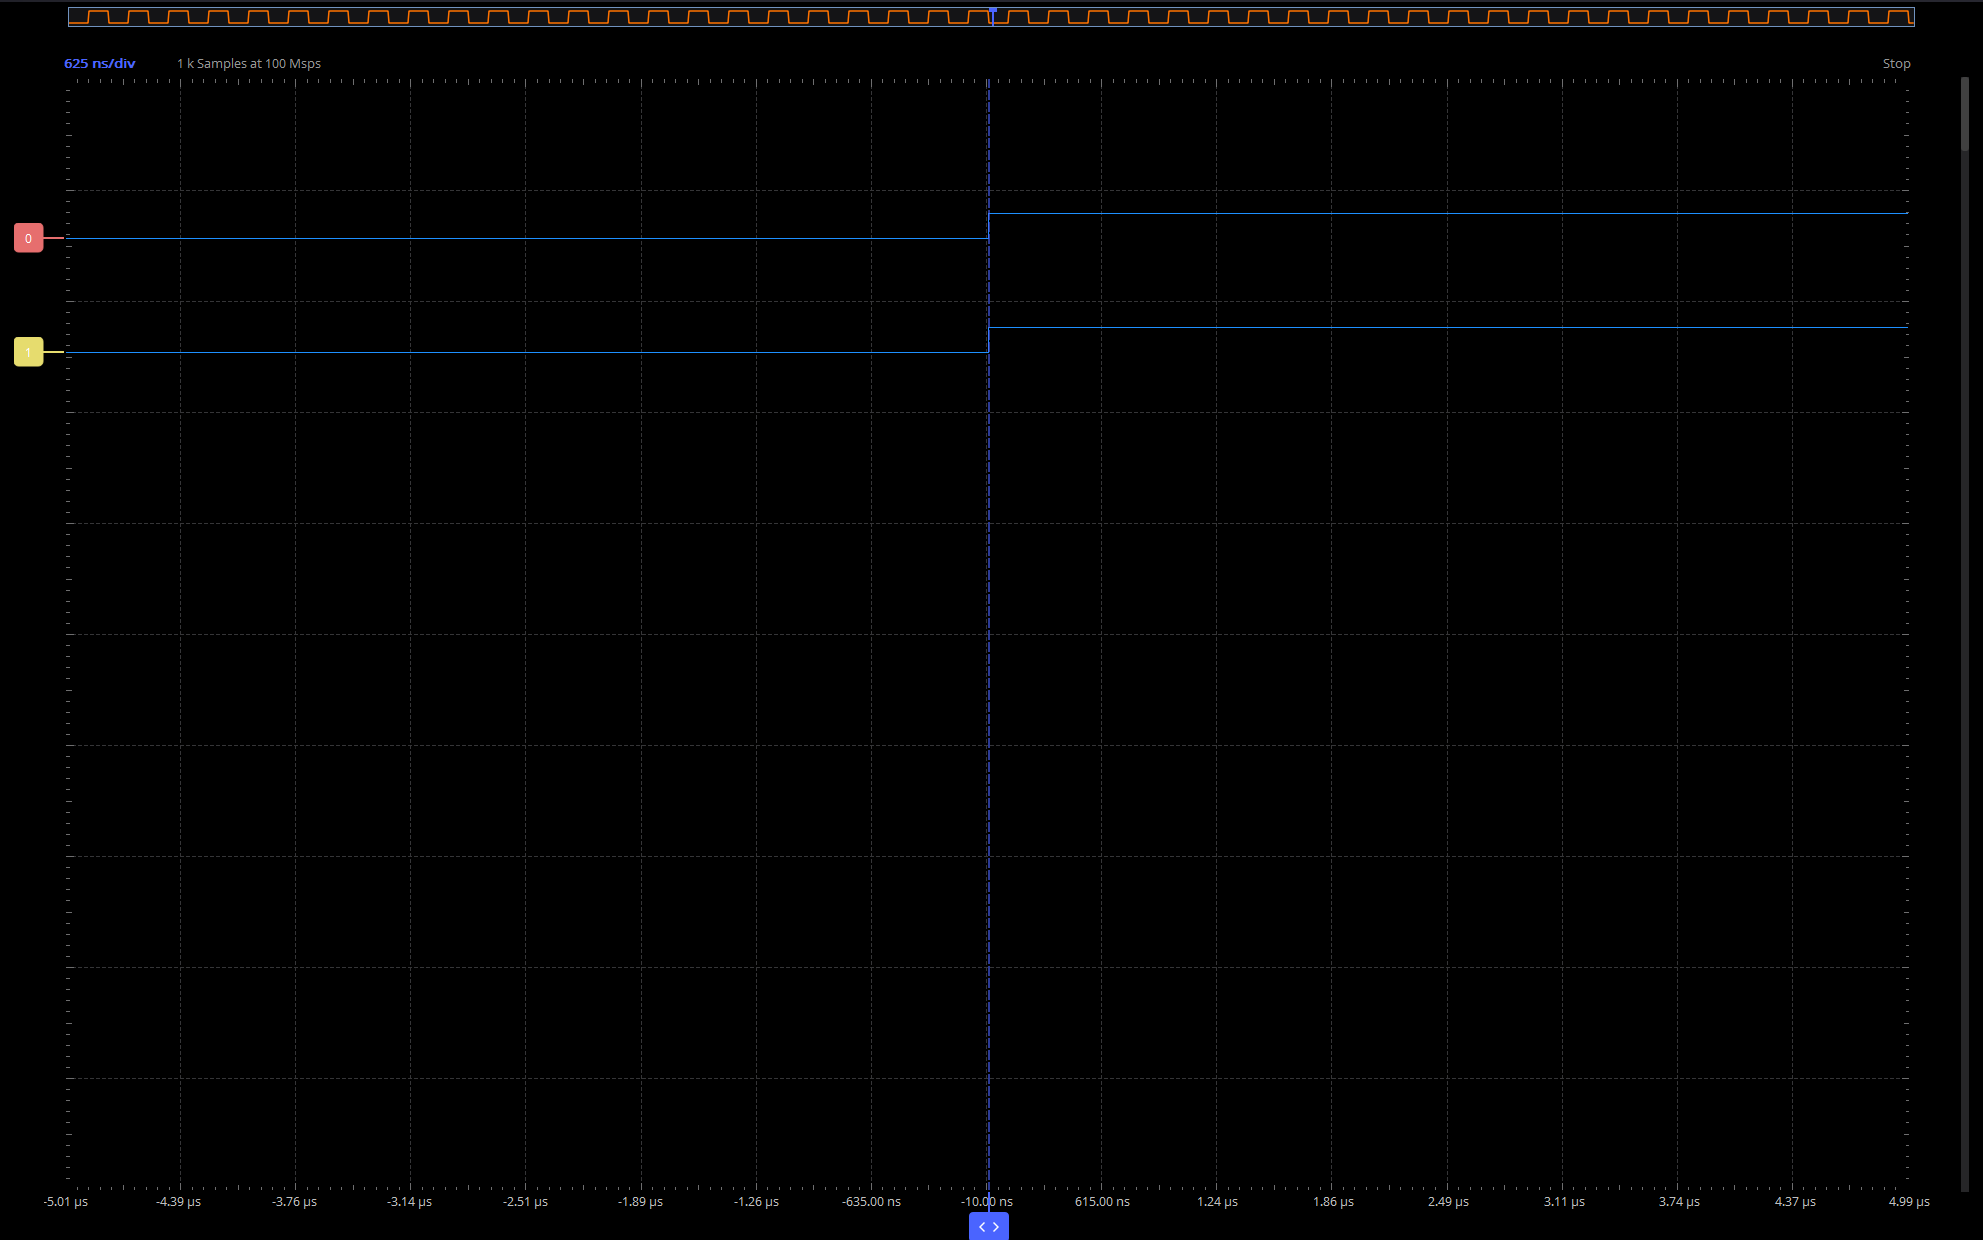 625 ns/div 1 k Samples at 100 Msps Stop
0
1
-5.01 µs -4.39 µs -3.76 µs -3.14 µs -2.51 µs -1.89 µs -1.26 µs -635.00 ns -10.00 ns 615.00 ns 1.24 µs 1.86 µs 2.49 µs 3.11 µs 3.74 µs 4.37 µs 4.99 µs